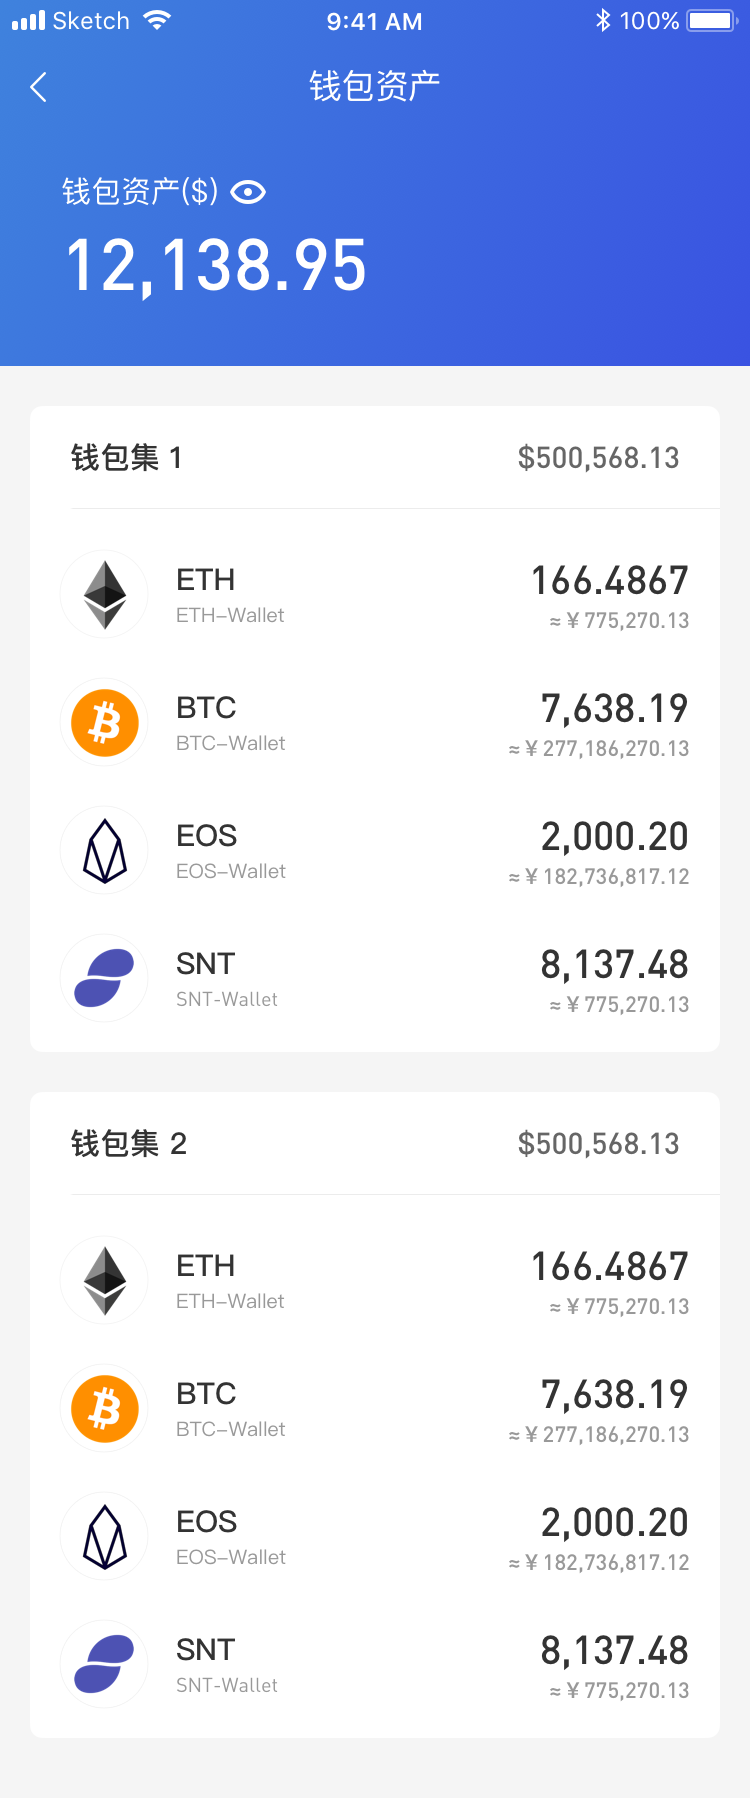 Sketch 9:41 AM 100%
钱包资产
钱包资产($)
12,138.95
钱包集 1 $500,568.13
ETH 166.4867
ETH-Wallet ≈¥775,270.13
BTC 7,638.19
BTC-Wallet ≈¥277,186,270.13
EOS 2,000.20
EOS-Wallet ≈¥182,736,817.12
SNT 8,137.48
SNT-Wallet ≈¥775,270.13
钱包集 2 $500,568.13
ETH 166.4867
ETH-Wallet ≈¥775,270.13
BTC 7,638.19
BTC-Wallet ≈¥277,186,270.13
EOS 2,000.20
EOS-Wallet ≈¥182,736,817.12
SNT 8,137.48
SNT-Wallet ≈¥775,270.13